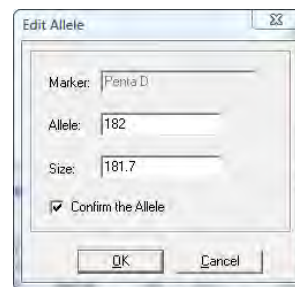 Edit Allele
Marker: Penta D
Allele: 182
Size: 181.7
Confirm the Allele
OK Cancel